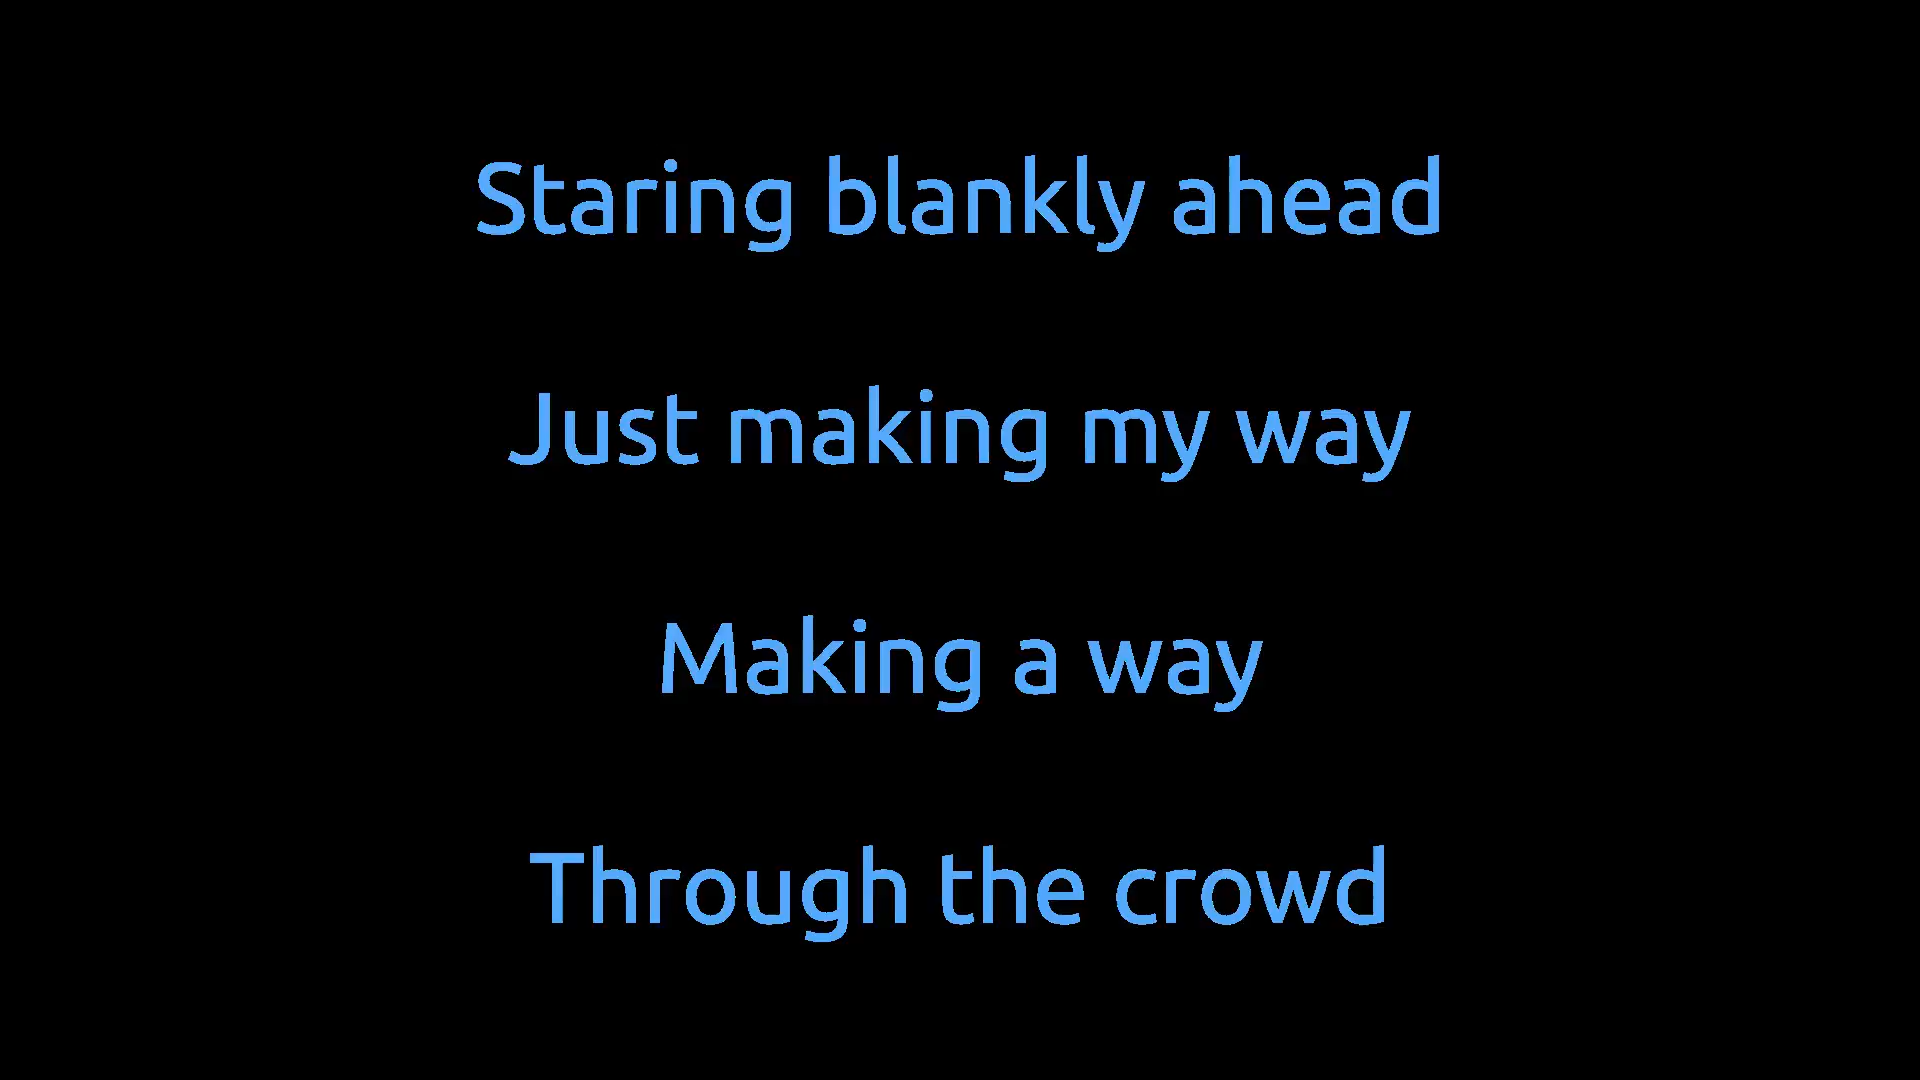 Staring blankly ahead
Just making my way
Making a way
Through the crowd